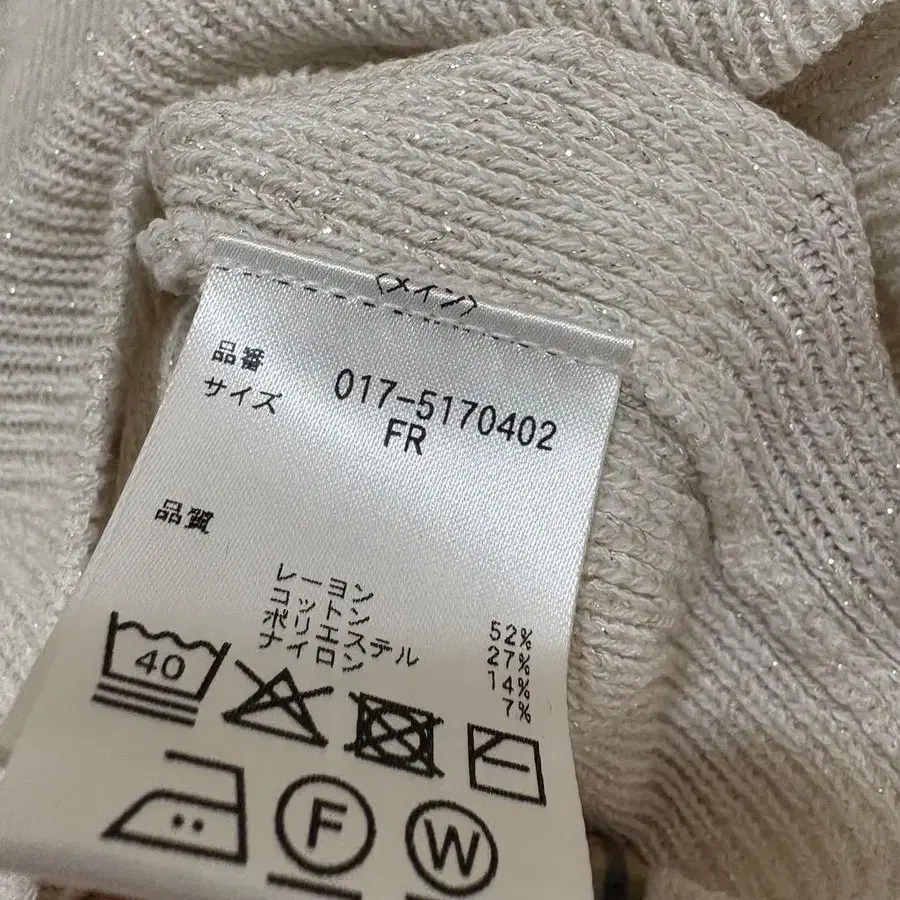 〈メイン〉
品番 017-5170402
サイズ FR
品質
レーヨン 52%
コットン 27%
ポリエステル 14%
ナイロン 7%
40
F
W